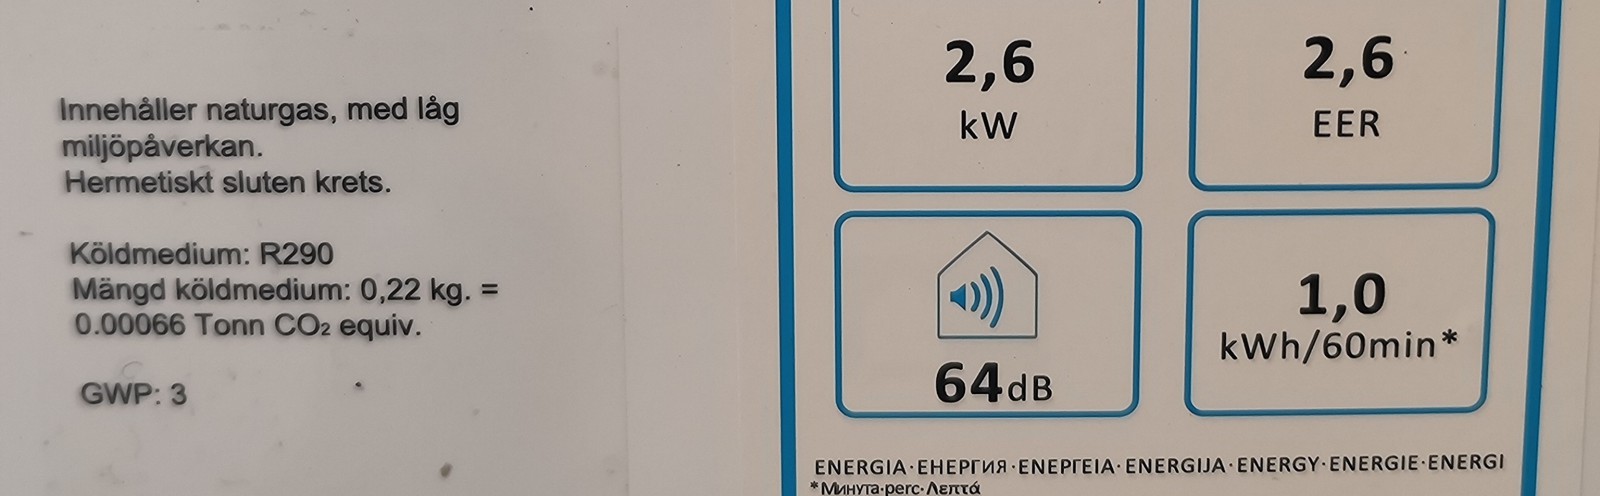 Innehåller naturgas, med låg
miljöpåverkan.
Hermetiskt sluten krets.
Köldmedium: R290
Mängd köldmedium: 0,22 kg. =
0.00066 Tonn CO₂ equiv.
GWP: 3
2,6
kW
2,6
EER
64dB
1,0
kWh/60min*
ENERGIA·ЕНЕРГИЯ·ΕΝΕΡΓΕΙΑ·ENERGIJA·ENERGY·ENERGIE·ENERGI
*Минута·perc·Λεπτά